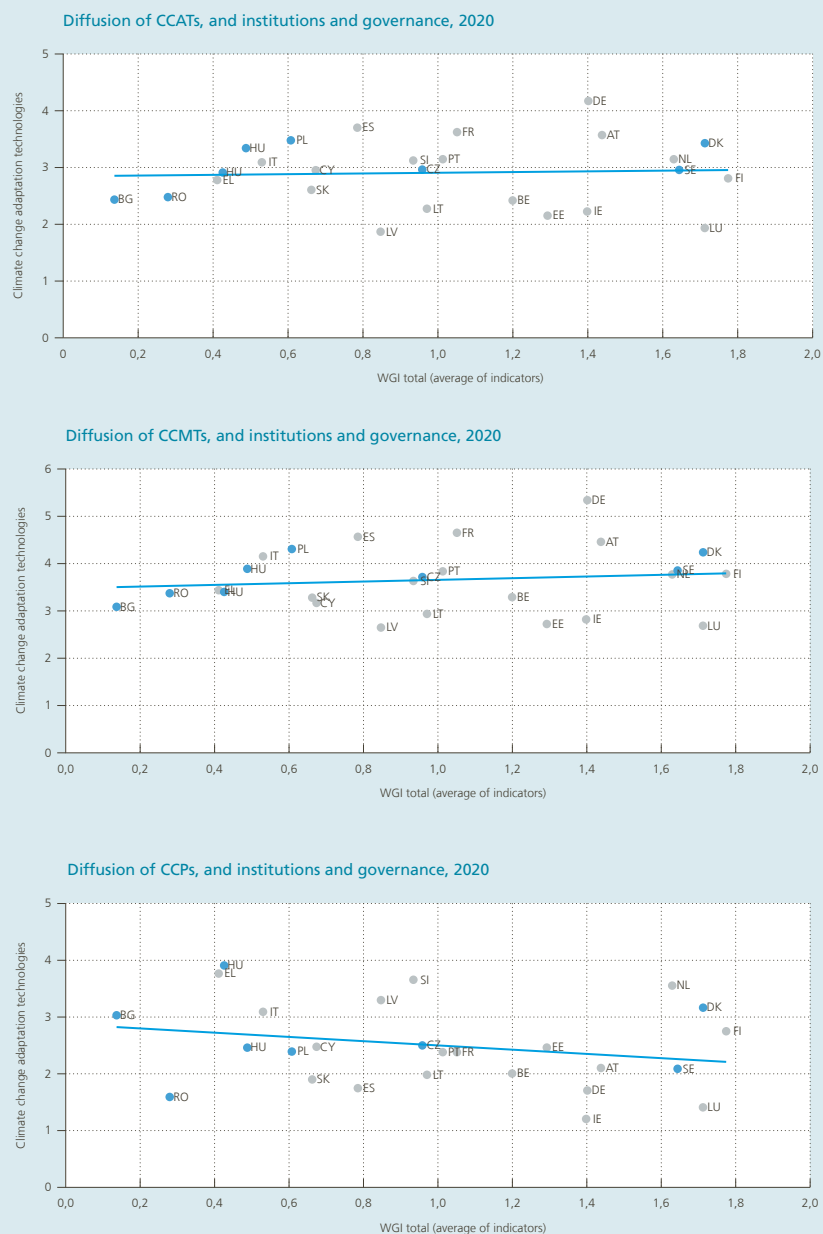 Diffusion of CCATs, and institutions and governance, 2020
Climate change adaptation technologies
5
4
3
2
1
0
DE
ES
FR
AT
PL
DK
HU
IT
SI
PT
NL
CY
CZ
SE
HU
EL
FI
SK
RO
BG
BE
LT
IE
EE
LV
LU
0
0,2
0,4
0,6
0,8
1,0
1,2
1,4
1,6
1,8
2,0
WGI total (average of indicators)
Diffusion of CCMTs, and institutions and governance, 2020
Climate change adaptation technologies
6
5
4
3
2
1
0
DE
FR
ES
AT
PL
DK
IT
HU
PT
SE
NL
FI
CZ
SI
EL
HU
RO
SK
BE
CY
BG
LT
IE
EE
LV
LU
0,0
0,2
0,4
0,6
0,8
1,0
1,2
1,4
1,6
1,8
2,0
WGI total (average of indicators)
Diffusion of CCPs, and institutions and governance, 2020
Climate change adaptation technologies
5
4
3
2
1
0
HU
EL
SI
NL
LV
DK
IT
BG
FI
CZ
HU
CY
EE
PL
PT
FR
AT
SE
BE
LT
SK
ES
DE
RO
LU
IE
0,0
0,2
0,4
0,6
0,8
1,0
1,2
1,4
1,6
1,8
2,0
WGI total (average of indicators)